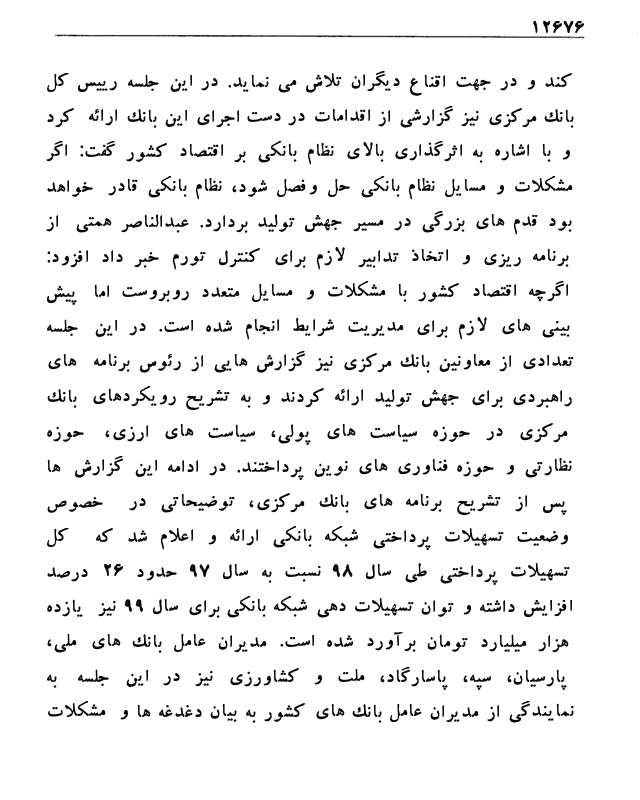 ۱۲۶۷۶
کند و در جهت اقناع دیگران تلاش می نماید. در این جلسه رییس کل
بانک مرکزی نیز گزارشی از اقدامات در دست اجرای این بانک ارائه کرد
و با اشاره به اثرگذاری بالای نظام بانکی بر اقتصاد کشور گفت: اگر
مشکلات و مسایل نظام بانکی حل وفصل شود، نظام بانکی قادر خواهد
بود قدم های بزرگی در مسیر جهش تولید بردارد. عبدالناصر همتی از
برنامه ریزی و اتخاذ تدابیر لازم برای کنترل تورم خبر داد افزود:
اگرچه اقتصاد کشور با مشکلات و مسایل متعدد روبروست اما پیش
بینی های لازم برای مدیریت شرایط انجام شده است. در این جلسه
تعدادی از معاونین بانک مرکزی نیز گزارش هایی از رئوس برنامه های
راهبردی برای جهش تولید ارائه کردند و به تشریح رویکردهای بانک
مرکزی در حوزه سیاست های پولی، سیاست های ارزی، حوزه
نظارتی و حوزه فناوری های نوین پرداختند. در ادامه این گزارش ها
پس از تشریح برنامه های بانک مرکزی، توضیحاتی در خصوص
وضعیت تسهیلات پرداختی شبکه بانکی ارائه و اعلام شد که کل
تسهیلات پرداختی طی سال ۹۸ نسبت به سال ۹۷ حدود ۲۶ درصد
افزایش داشته و توان تسهیلات دهی شبکه بانکی برای سال ۹۹ نیز یازده
هزار میلیارد تومان برآورد شده است. مدیران عامل بانک های ملی،
پارسیان، سپه، پاسارگاد، ملت و کشاورزی نیز در این جلسه به
نمایندگی از مدیران عامل بانک های کشور به بیان دغدغه ها و مشکلات